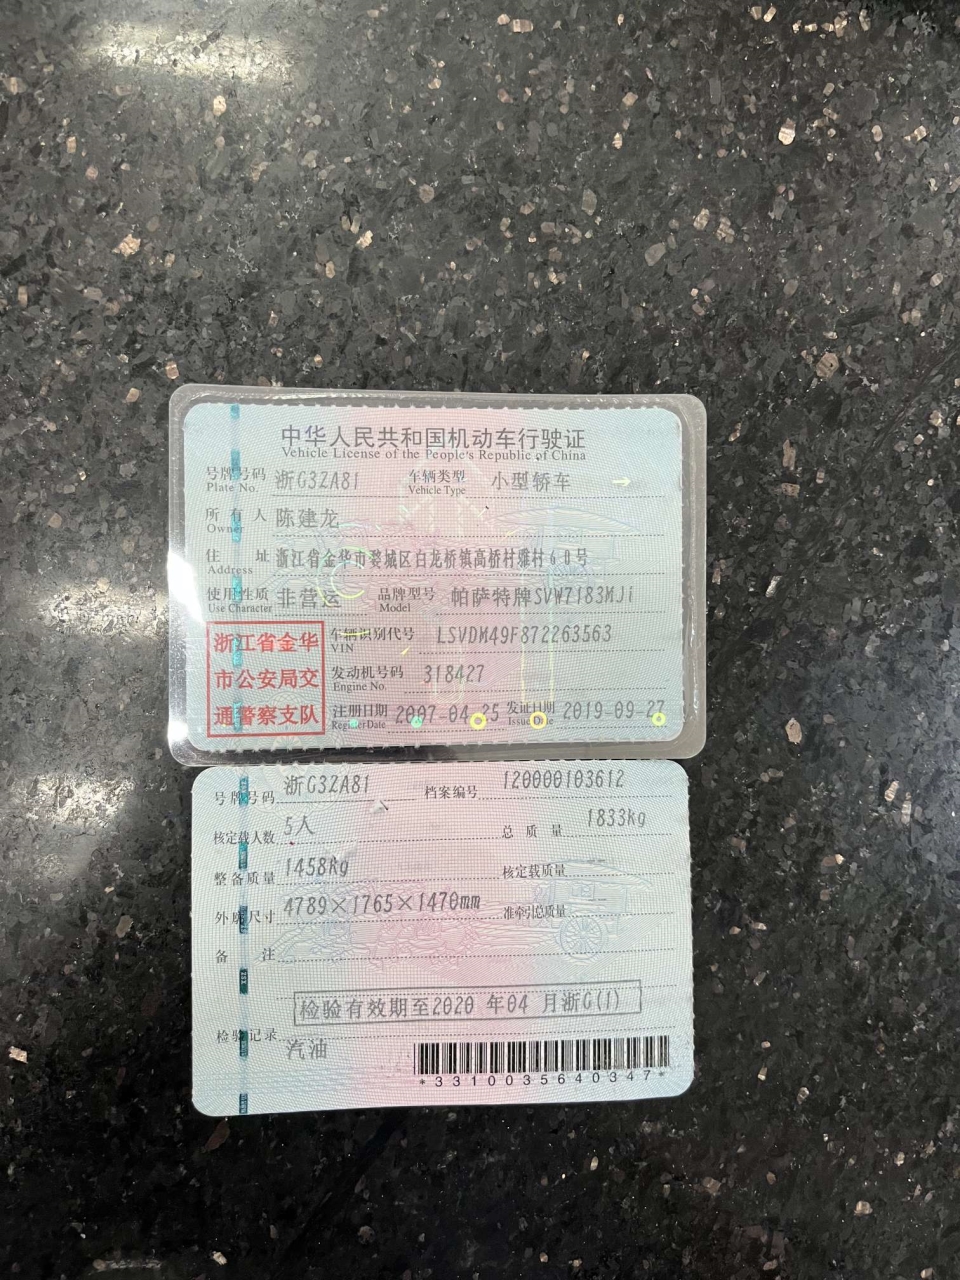 中华人民共和国机动车行驶证
Vehicle License of the People's Republic of China
号牌号码 浙G3ZA81 车辆类型 小型轿车
Plate No. Vehicle Type
所有人 陈建龙
Owner
住址 浙江省金华市婺城区白龙桥镇高桥村雅村60号
Address
使用性质 非营运 品牌型号 帕萨特牌SVW7183MJi
Use Character Model
浙江省金华 车辆识别代号 LSVDM49F872263563
VIN
市公安局交 发动机号码 318427
Engine No.
通警察支队 注册日期 2007-04-25 发证日期 2019-09-27
Register Date Issue Date
号牌号码 浙G3ZA81 档案编号 120000103612
核定载人数 5人 总质量 1833kg
整备质量 1458kg 核定载质量 --
外廓尺寸 4789×1765×1470mm 准牵引总质量 --
备注
检验有效期至2020 年04 月浙G(1)
检验记录
汽油
*3310035640347*